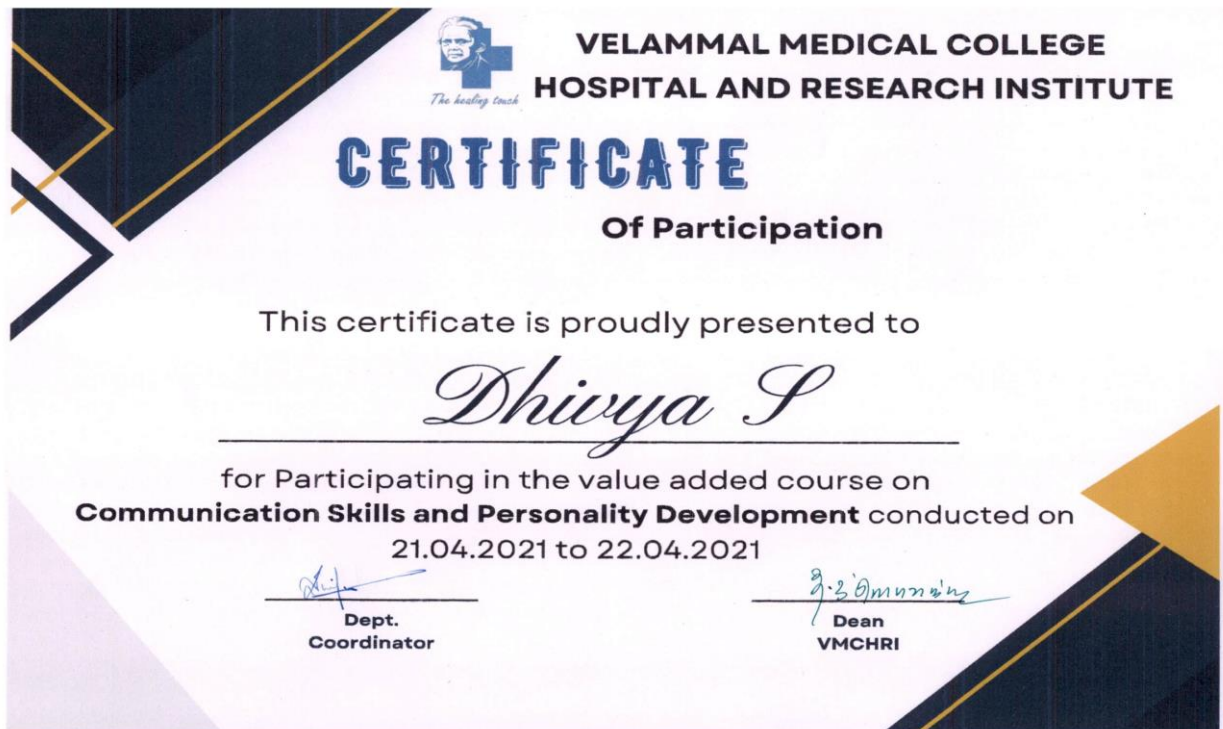 The healing touch
VELAMMAL MEDICAL COLLEGE
HOSPITAL AND RESEARCH INSTITUTE
CERTIFICATE
Of Participation
This certificate is proudly presented to
Dhivya S
for Participating in the value added course on
Communication Skills and Personality Development conducted on
21.04.2021 to 22.04.2021
Dept.
Coordinator
Dean
VMCHRI